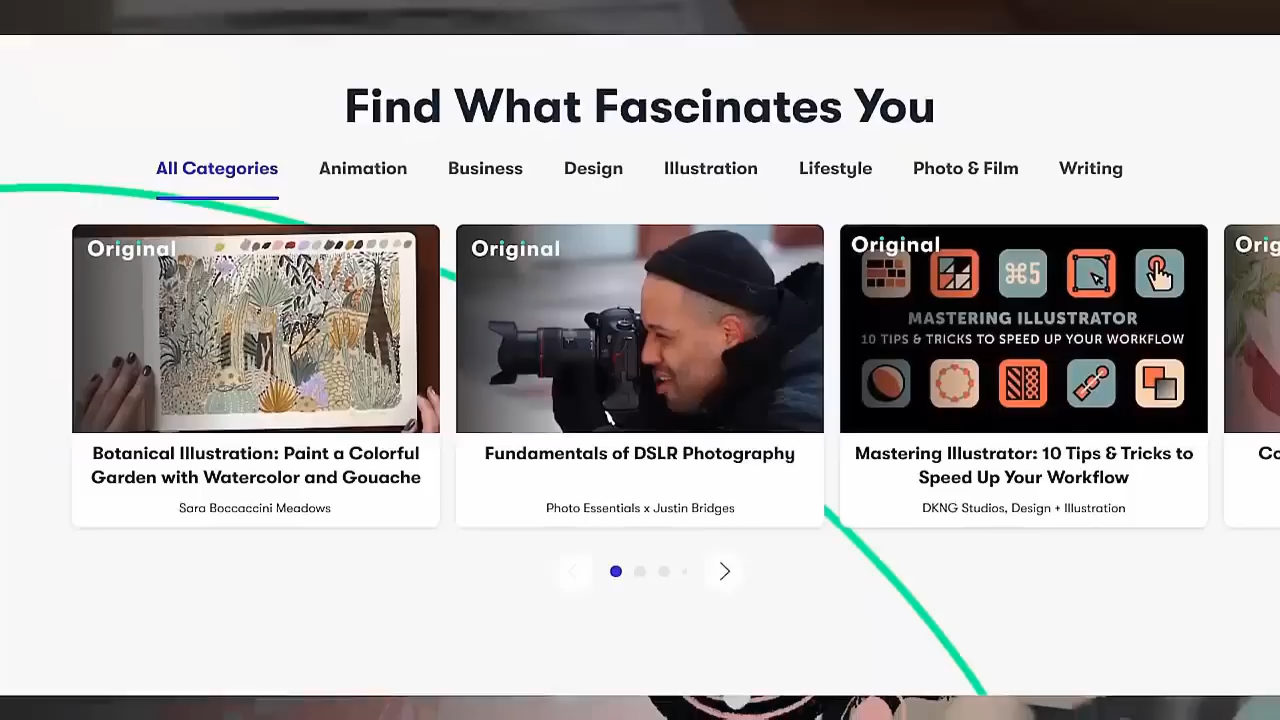 Find What Fascinates You
All Categories
Animation
Business
Design
Illustration
Lifestyle
Photo & Film
Writing
Original
Original
Original
Orig
⌘5
MASTERING ILLUSTRATOR
10 TIPS & TRICKS TO SPEED UP YOUR WORKFLOW
Botanical Illustration: Paint a Colorful
Garden with Watercolor and Gouache
Sara Boccaccini Meadows
Fundamentals of DSLR Photography
Photo Essentials x Justin Bridges
Mastering Illustrator: 10 Tips & Tricks to
Speed Up Your Workflow
DKNG Studios, Design + Illustration
Co